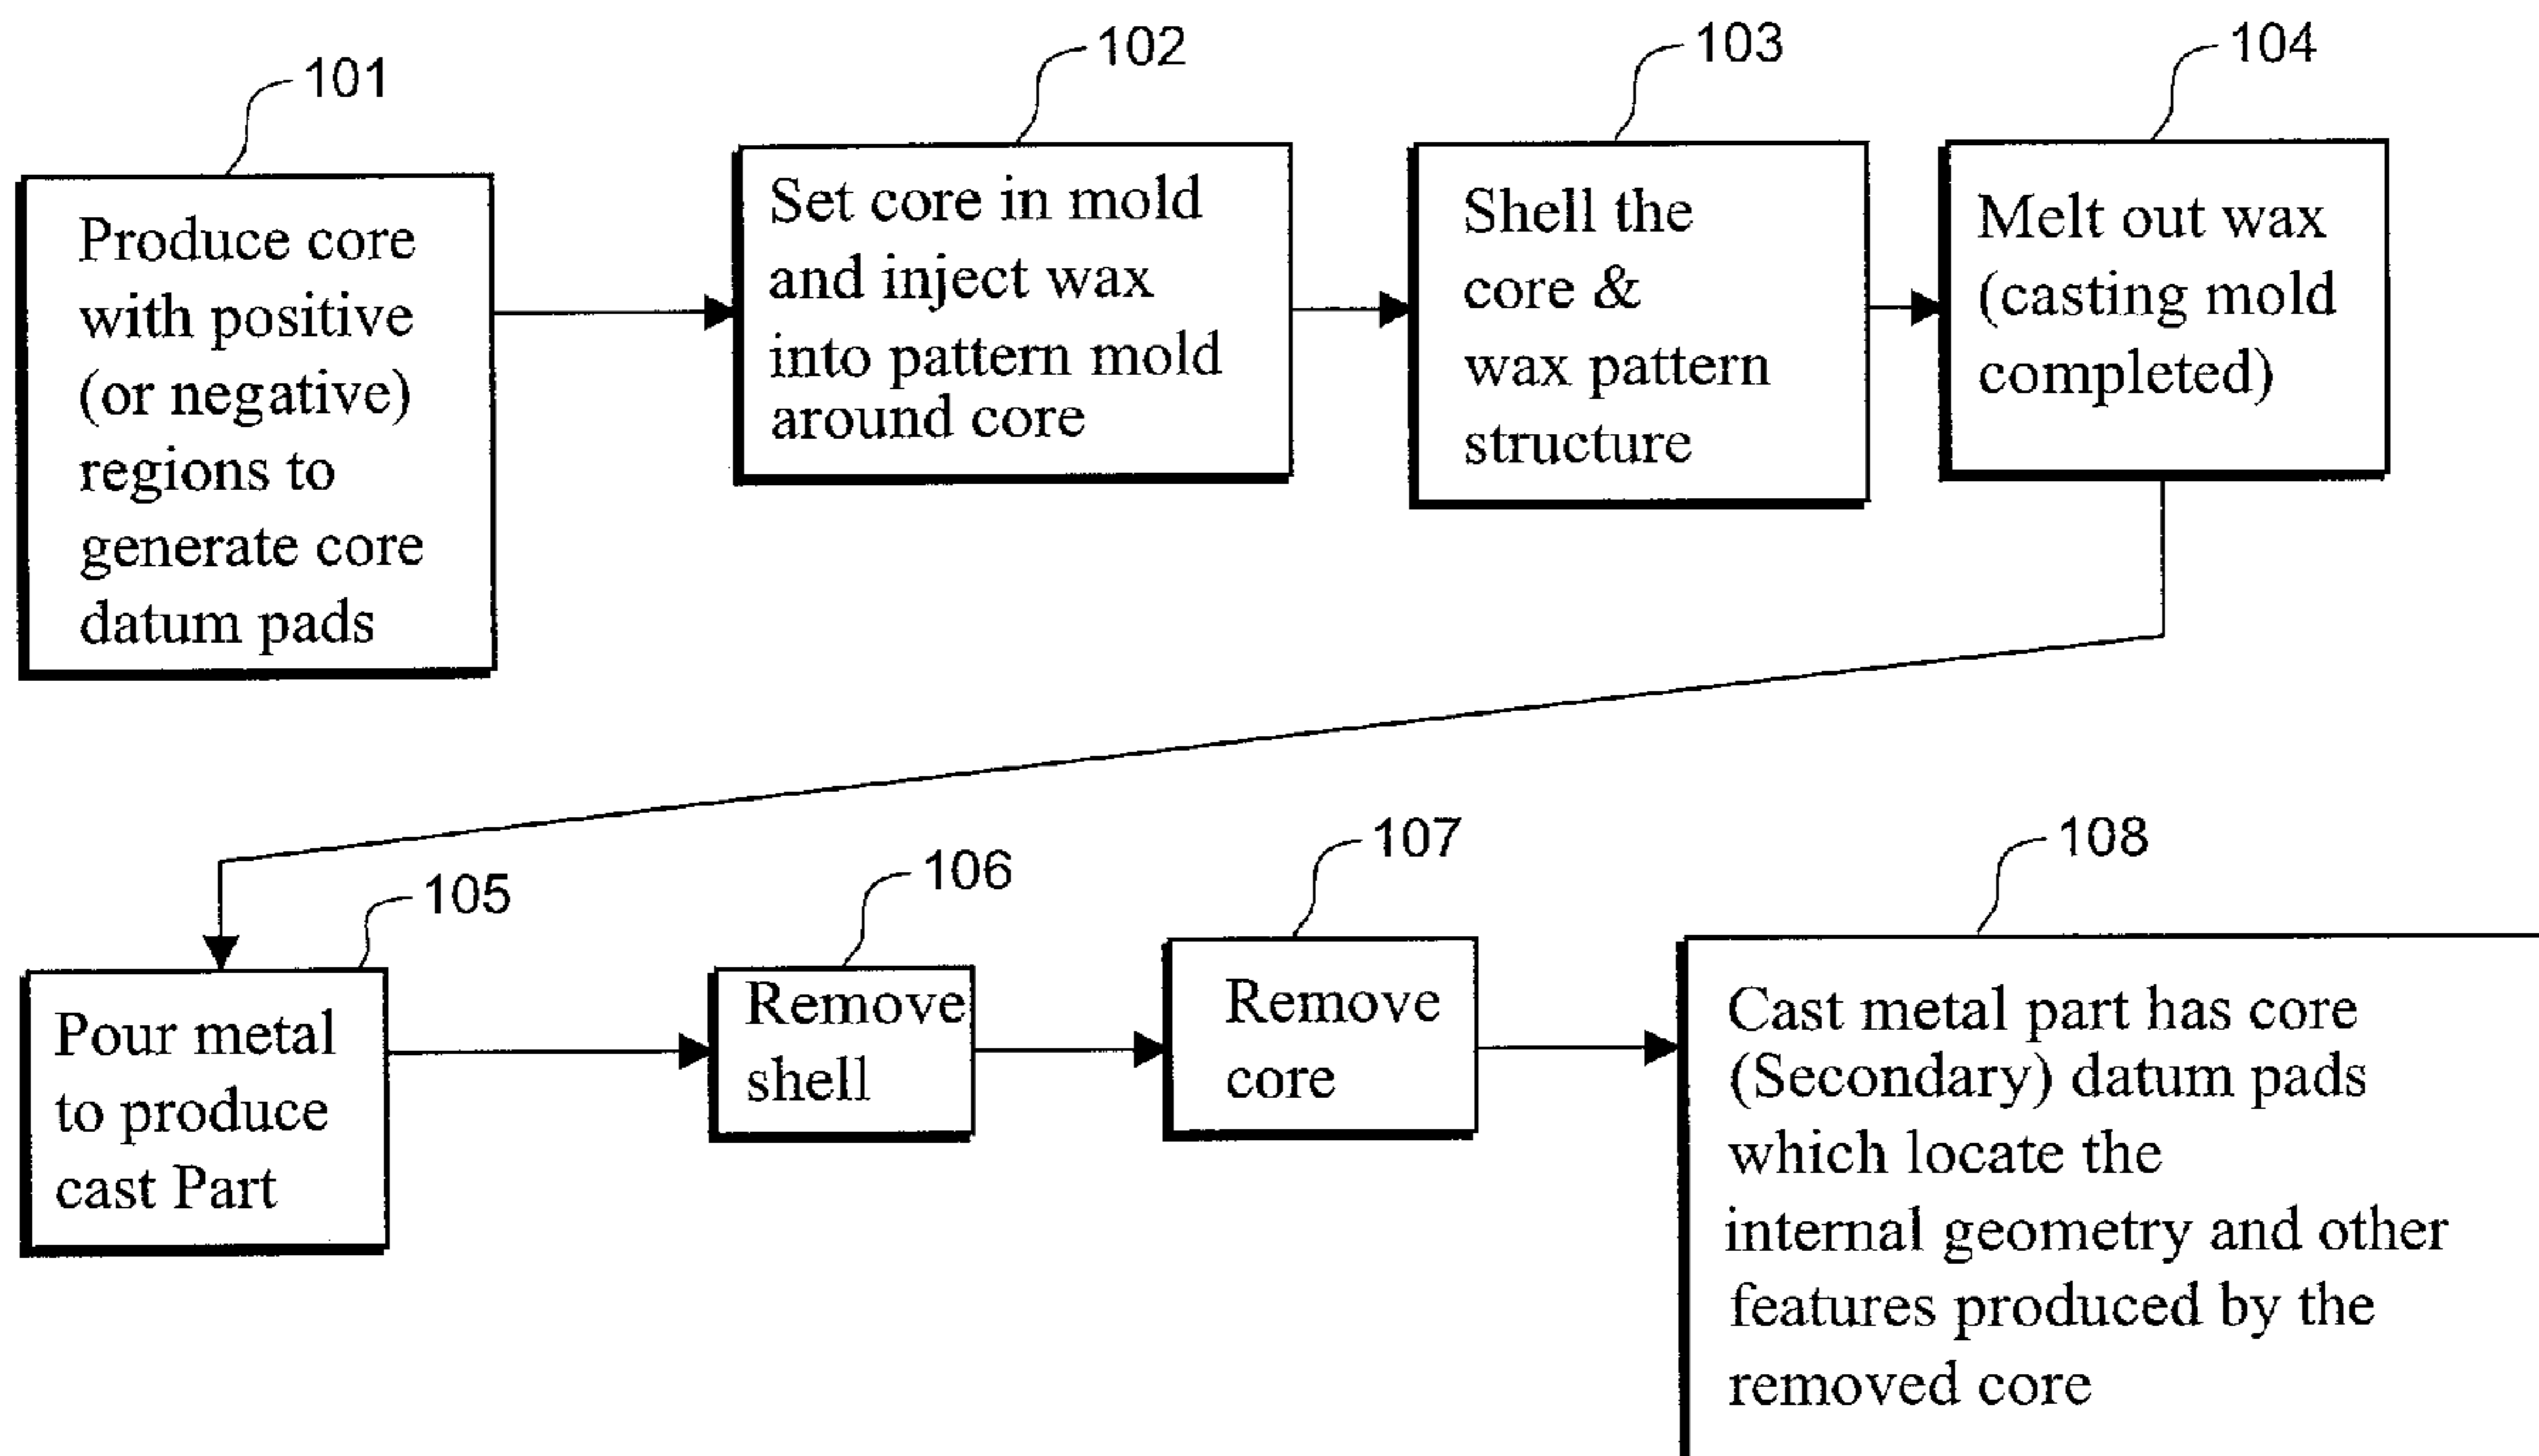 101
Produce core
with positive
(or negative)
regions to
generate core
datum pads
102
Set core in mold
and inject wax
into pattern mold
around core
103
Shell the
core &
wax pattern
structure
104
Melt out wax
(casting mold
completed)
105
Pour metal
to produce
cast Part
106
Remove
shell
107
Remove
core
108
Cast metal part has core
(Secondary) datum pads
which locate the
internal geometry and other
features produced by the
removed core